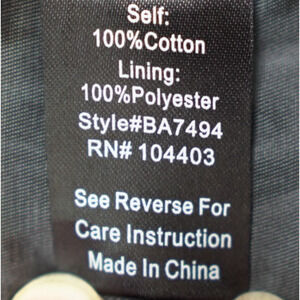 Self:
100%Cotton
Lining:
100%Polyester
Style#BA7494
RN# 104403
See Reverse For
Care Instruction
Made In China